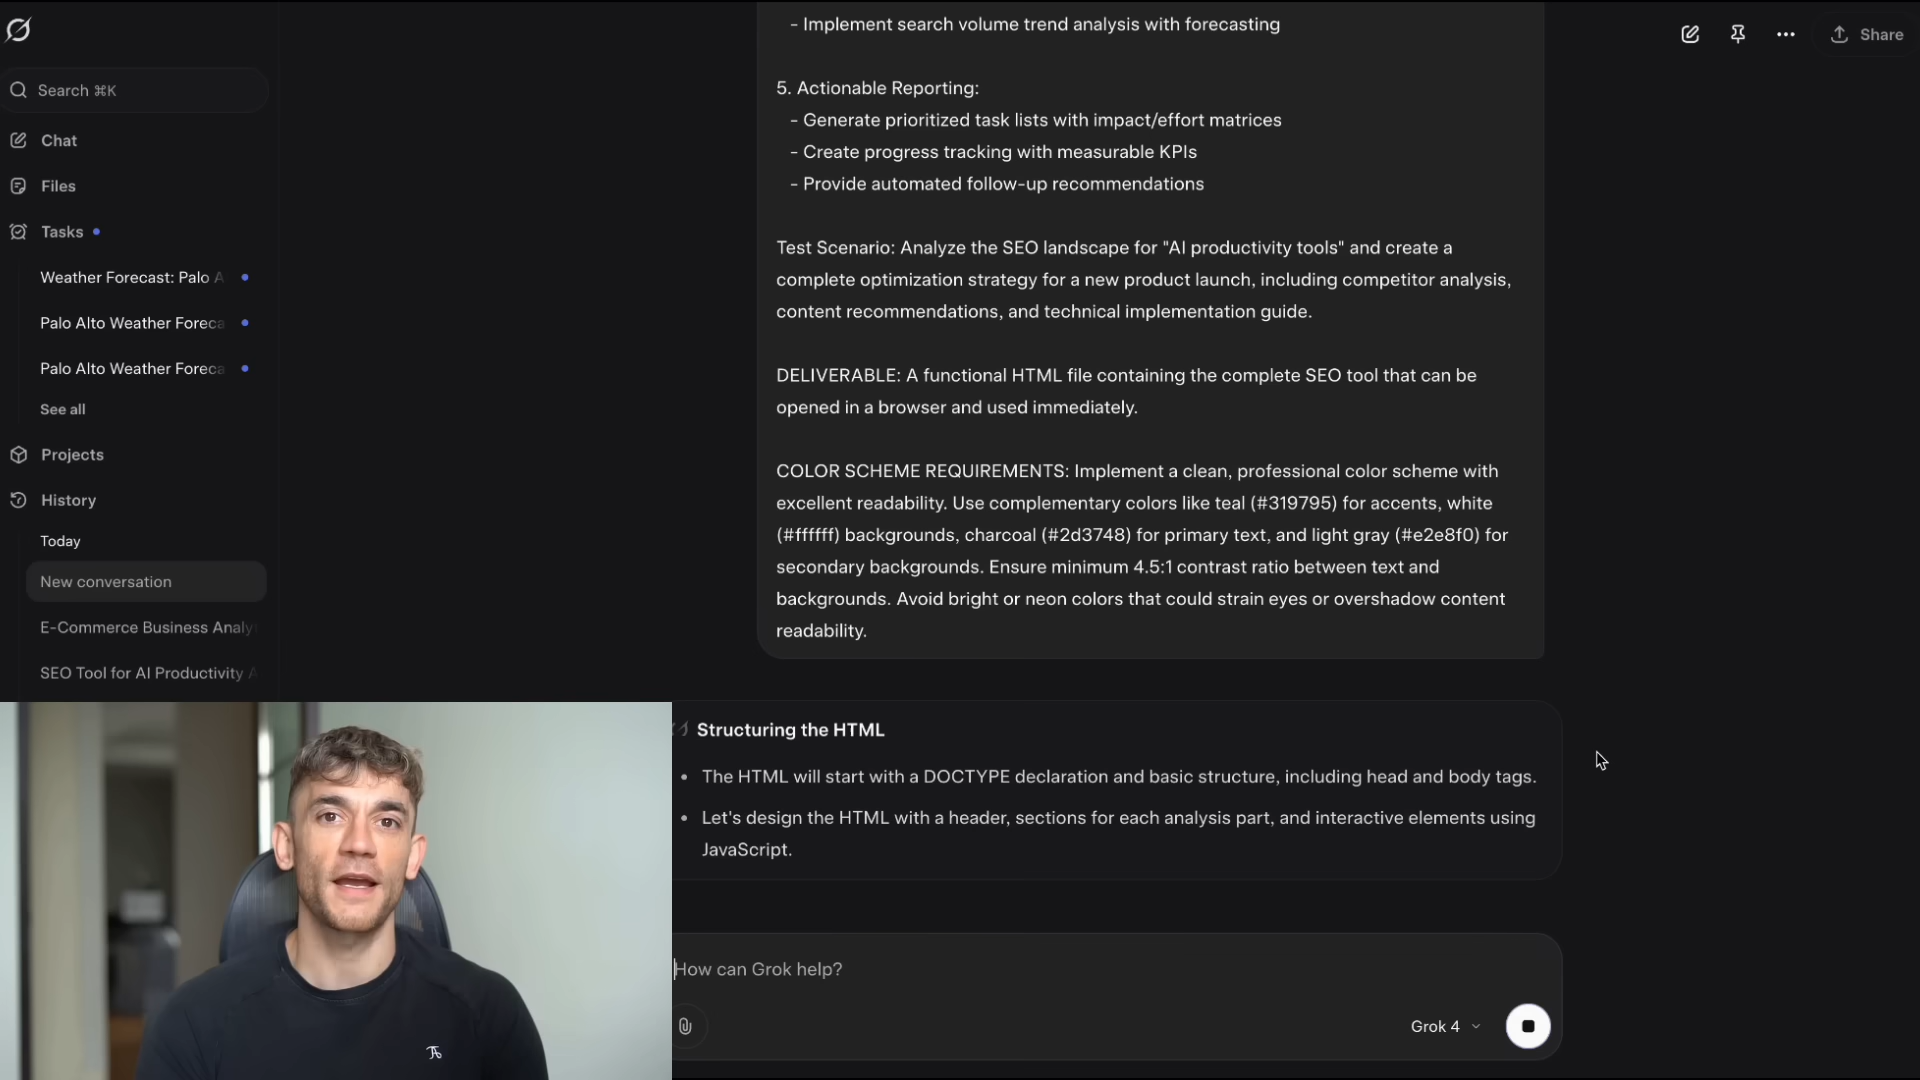 Search ⌘K
Chat
Files
Tasks
Weather Forecast: Palo A
Palo Alto Weather Foreca
Palo Alto Weather Foreca
See all
Projects
History
Today
New conversation
E-Commerce Business Analy
SEO Tool for AI Productivity A
Share
- Implement search volume trend analysis with forecasting
5. Actionable Reporting:
- Generate prioritized task lists with impact/effort matrices
- Create progress tracking with measurable KPIs
- Provide automated follow-up recommendations
Test Scenario: Analyze the SEO landscape for "AI productivity tools" and create a
complete optimization strategy for a new product launch, including competitor analysis,
content recommendations, and technical implementation guide.
DELIVERABLE: A functional HTML file containing the complete SEO tool that can be
opened in a browser and used immediately.
COLOR SCHEME REQUIREMENTS: Implement a clean, professional color scheme with
excellent readability. Use complementary colors like teal (#319795) for accents, white
(#ffffff) backgrounds, charcoal (#2d3748) for primary text, and light gray (#e2e8f0) for
secondary backgrounds. Ensure minimum 4.5:1 contrast ratio between text and
backgrounds. Avoid bright or neon colors that could strain eyes or overshadow content
readability.
Structuring the HTML
• The HTML will start with a DOCTYPE declaration and basic structure, including head and body tags.
• Let's design the HTML with a header, sections for each analysis part, and interactive elements using
JavaScript.
How can Grok help?
Grok 4